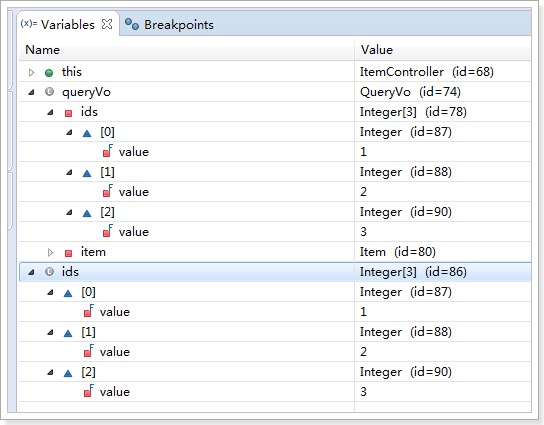 (x)= Variables Breakpoints
Name Value
this ItemController (id=68)
queryVo QueryVo (id=74)
ids Integer[3] (id=78)
[0] Integer (id=87)
value 1
[1] Integer (id=88)
value 2
[2] Integer (id=90)
value 3
item Item (id=80)
ids Integer[3] (id=86)
[0] Integer (id=87)
value 1
[1] Integer (id=88)
value 2
[2] Integer (id=90)
value 3